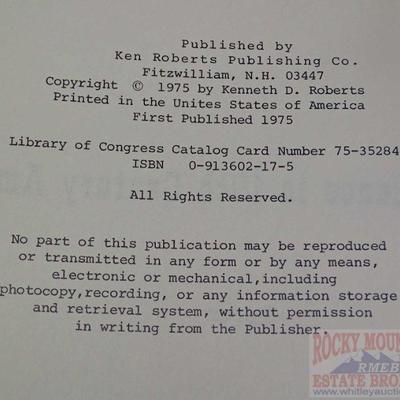 Published by
Ken Roberts Publishing Co.
Fitzwilliam, N.H. 03447
Copyright © 1975 by Kenneth D. Roberts
Printed in the Unites States of America
First Published 1975
Library of Congress Catalog Card Number 75-35284
ISBN 0-913602-17-5
All Rights Reserved.
No part of this publication may be reproduced
or transmitted in any form or by any means,
electronic or mechanical,including
photocopy,recording, or any information storage
and retrieval system, without permission
in writing from the Publisher.
ROCKY MOUN
RMEB
ESTATE BRO
www.whitleyauct